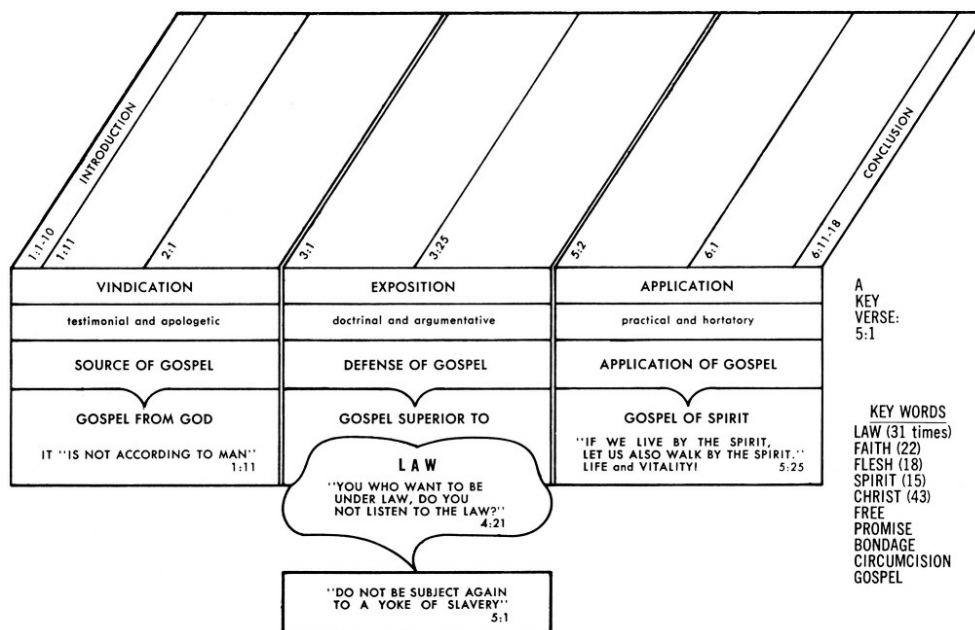 INTRODUCTION
CONCLUSION
1:1-10
1:11
2:1
3:1
3:25
5:2
6:1
6:11-18
VINDICATION
EXPOSITION
APPLICATION
testimonial and apologetic
doctrinal and argumentative
practical and hortatory
SOURCE OF GOSPEL
DEFENSE OF GOSPEL
APPLICATION OF GOSPEL
GOSPEL FROM GOD
IT "IS NOT ACCORDING TO MAN"
1:11
GOSPEL SUPERIOR TO
LAW
"YOU WHO WANT TO BE
UNDER LAW, DO YOU
NOT LISTEN TO THE LAW?"
4:21
"DO NOT BE SUBJECT AGAIN
TO A YOKE OF SLAVERY"
5:1
GOSPEL OF SPIRIT
"IF WE LIVE BY THE SPIRIT,
LET US ALSO WALK BY THE SPIRIT."
LIFE and VITALITY! 5:25
A
KEY
VERSE:
5:1
KEY WORDS
LAW (31 times)
FAITH (22)
FLESH (18)
SPIRIT (15)
CHRIST (43)
FREE
PROMISE
BONDAGE
CIRCUMCISION
GOSPEL